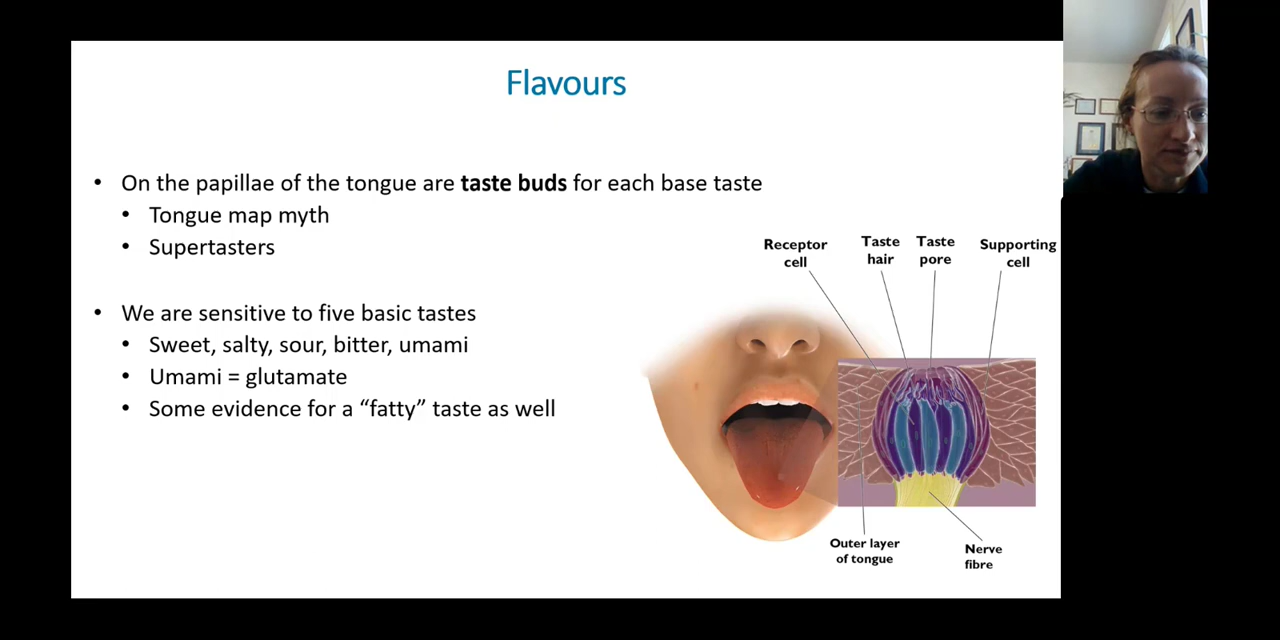 Flavours
• On the papillae of the tongue are taste buds for each base taste
• Tongue map myth
• Supertasters
• We are sensitive to five basic tastes
• Sweet, salty, sour, bitter, umami
• Umami = glutamate
• Some evidence for a “fatty” taste as well
Receptor
cell
Taste
hair
Taste
pore
Supporting
cell
Outer layer
of tongue
Nerve
fibre